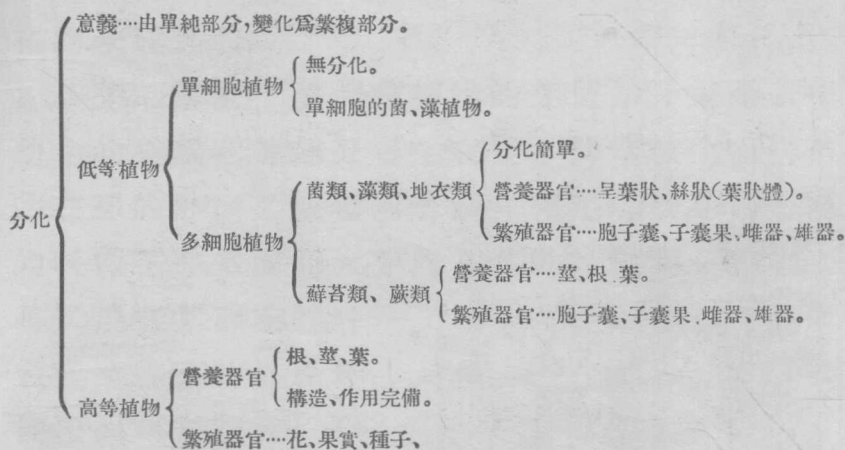 意義····由單純部分，變化爲繁複部分。
單細胞植物
無分化。
單細胞的菌、藻植物。
低等植物
分化簡單。
菌類、藻類、地衣類
營養器官····呈葉狀、絲狀（葉狀體）。
分化
繁殖器官····胞子囊、子囊果、雌器、雄器。
多細胞植物
營養器官····莖、根、葉。
蘚苔類、蕨類
繁殖器官····胞子囊、子囊果、雌器、雄器。
根、莖、葉。
營養器官
構造、作用完備。
高等植物
繁殖器官····花、果實、種子、